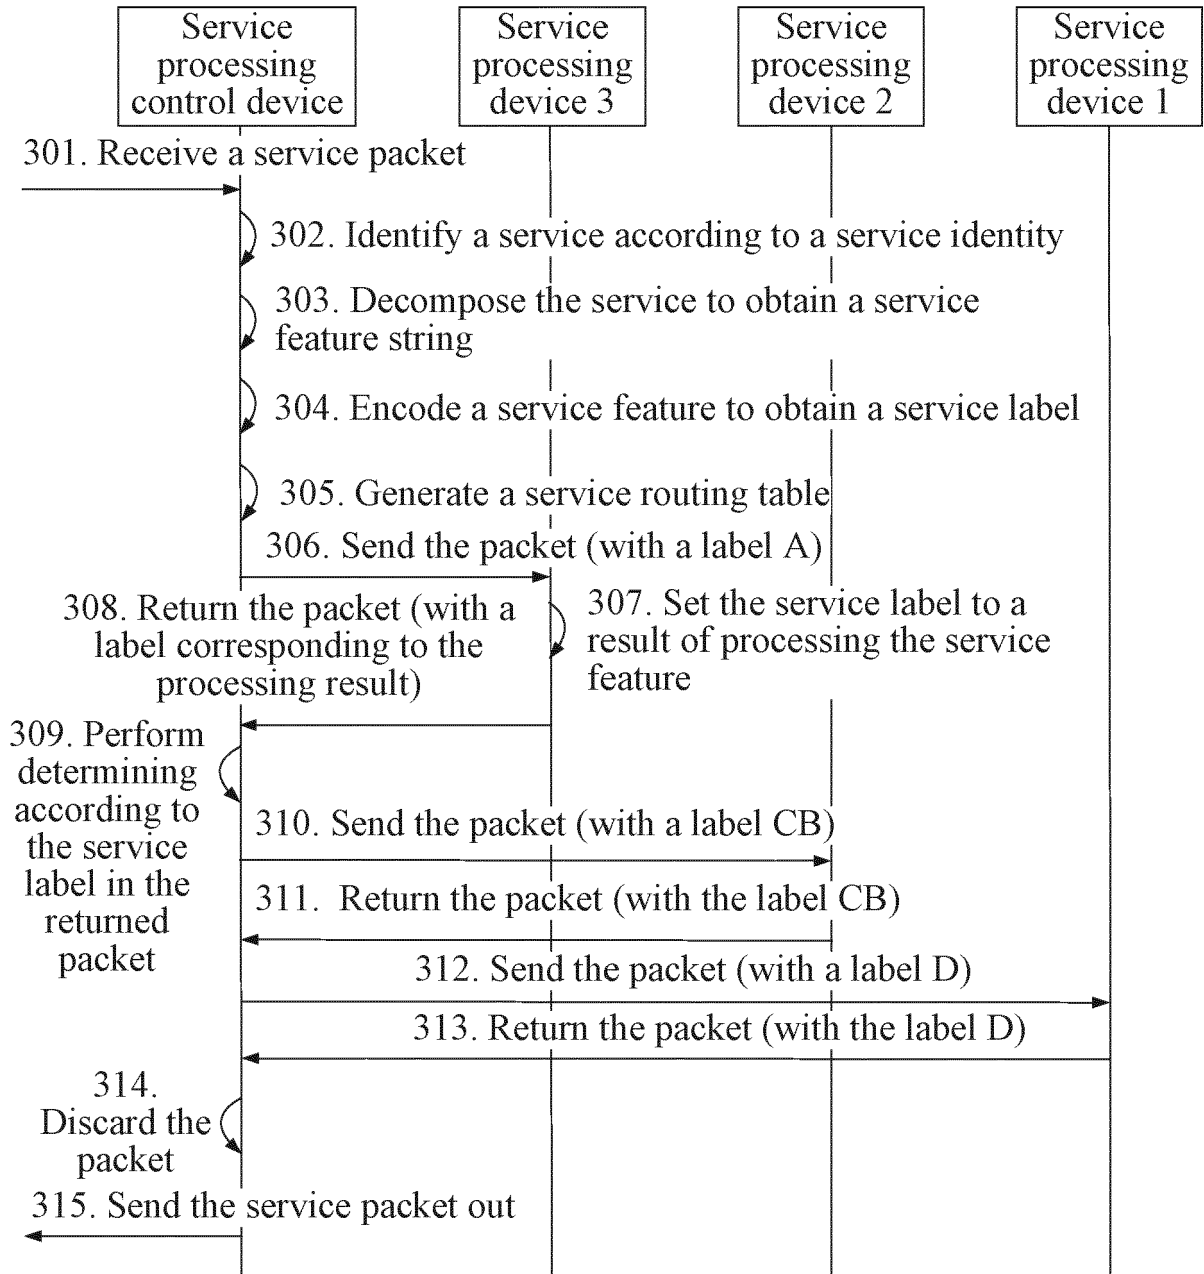 Service
processing
control device
Service
processing
device 3
Service
processing
device 2
Service
processing
device 1
301. Receive a service packet
302. Identify a service according to a service identity
303. Decompose the service to obtain a service
feature string
304. Encode a service feature to obtain a service label
305. Generate a service routing table
306. Send the packet (with a label A)
307. Set the service label to a
result of processing the service
feature
308. Return the packet (with a
label corresponding to the
processing result)
309. Perform
determining
according to
the service
label in the
returned
packet
310. Send the packet (with a label CB)
311. Return the packet (with the label CB)
312. Send the packet (with a label D)
313. Return the packet (with the label D)
314.
Discard the
packet
315. Send the service packet out